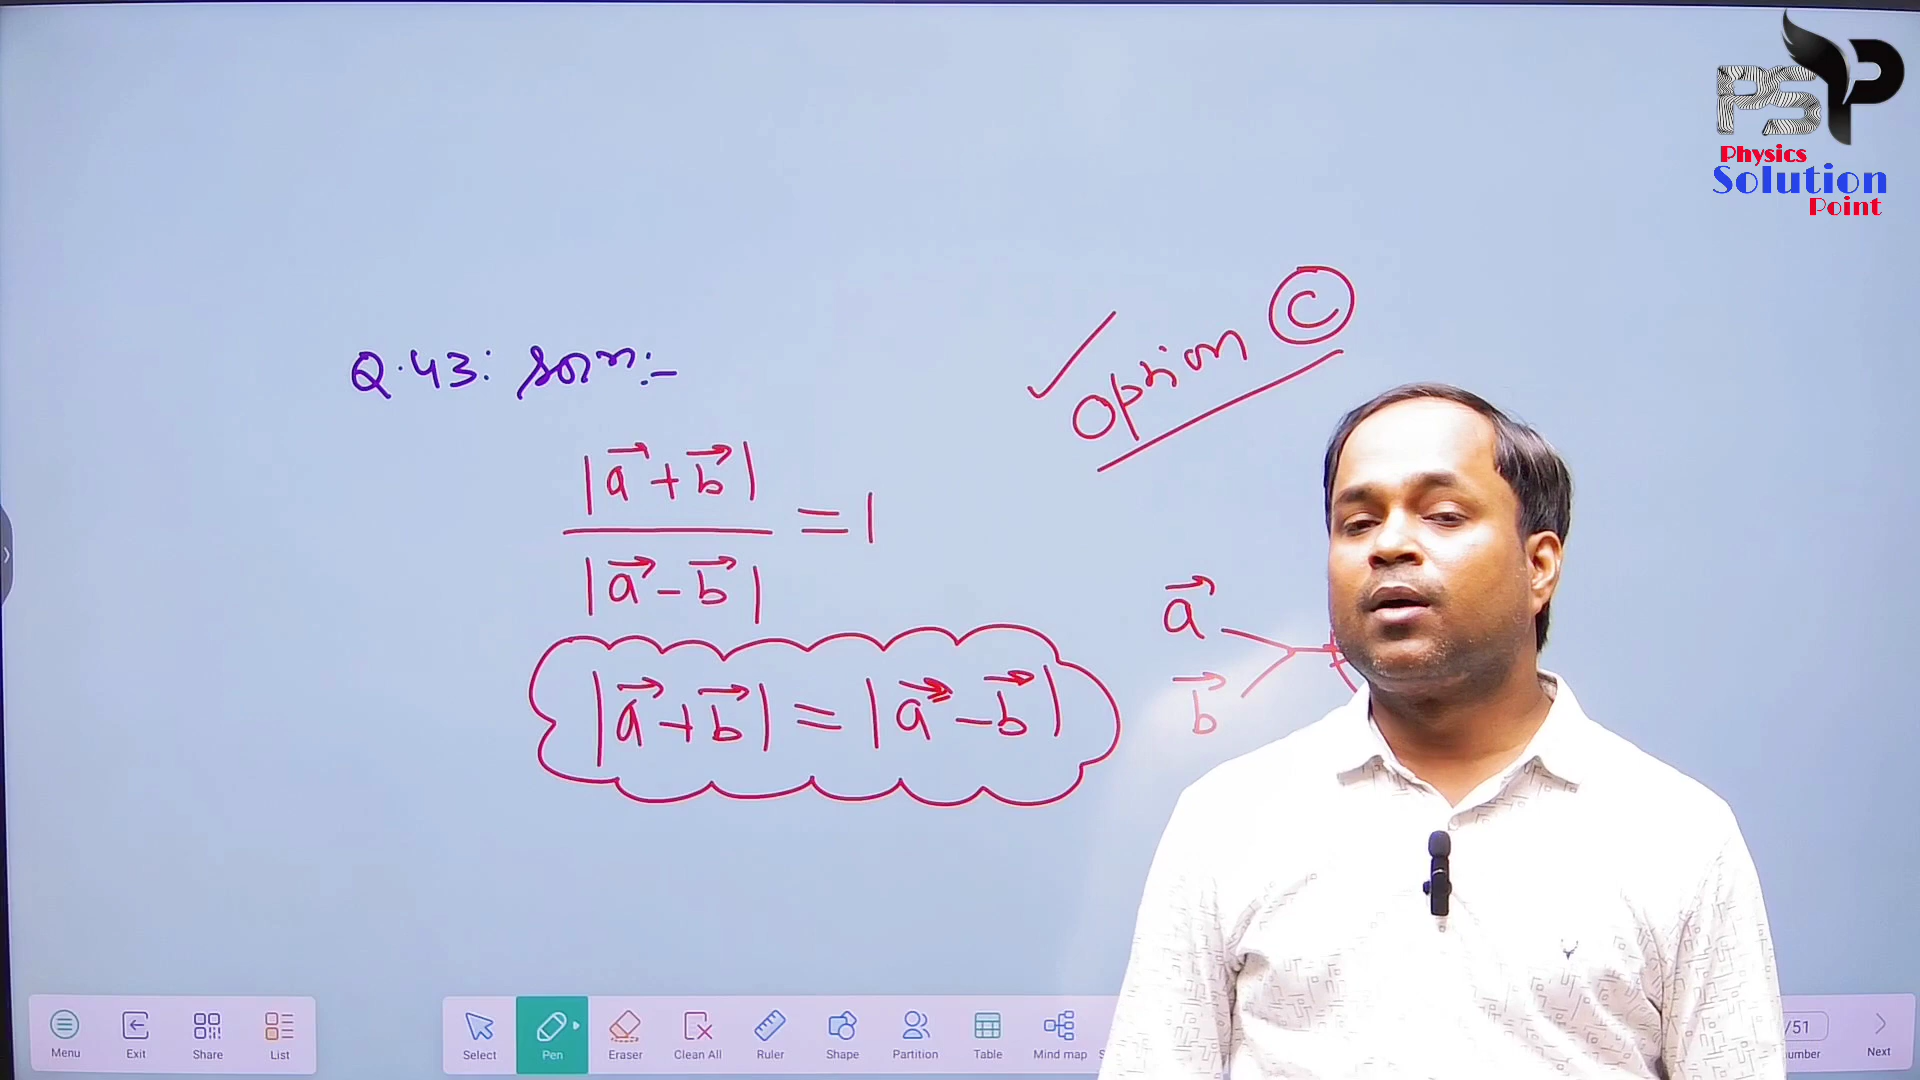 PSP
Physics
Solution
Point
Option C
Q.43: Soln:-
|a⃗+b⃗|
———— = 1
|a⃗-b⃗|
|a⃗+b⃗| = |a⃗-b⃗|
a⃗
b⃗
Menu Exit Share List Select Pen Eraser Clean All Ruler Shape Partition Table Mind map /51 Next